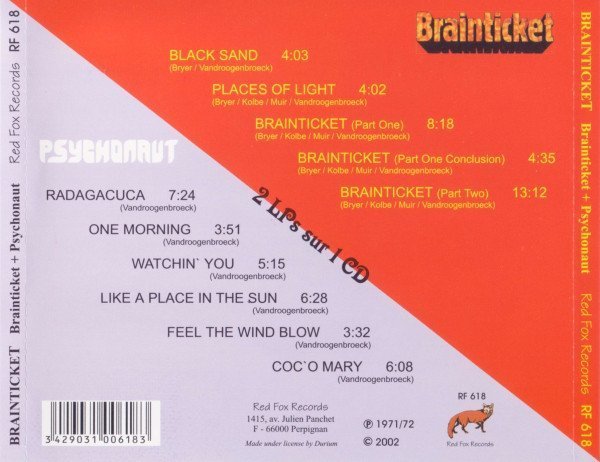 BRAINTICKET Brainticket + Psychonaut Red Fox Records RF 618
Brainticket
BLACK SAND 4:03
(Bryer / Vandroogenbroeck)
PLACES OF LIGHT 4:02
(Bryer / Kolbe / Muir / Vandroogenbroeck)
BRAINTICKET (Part One) 8:18
(Bryer / Kolbe / Muir / Vandroogenbroeck)
BRAINTICKET (Part One Conclusion) 4:35
(Bryer / Kolbe / Muir / Vandroogenbroeck)
BRAINTICKET (Part Two) 13:12
(Bryer / Kolbe / Muir / Vandroogenbroeck)
2 LPs sur 1 CD
PSYCHONAUT
RADAGACUCA 7:24
(Vandroogenbroeck)
ONE MORNING 3:51
(Vandroogenbroeck)
WATCHIN` YOU 5:15
(Vandroogenbroeck)
LIKE A PLACE IN THE SUN 6:28
(Vandroogenbroeck)
FEEL THE WIND BLOW 3:32
(Vandroogenbroeck)
COC`O MARY 6:08
(Vandroogenbroeck)
3 429031 006183
Red Fox Records
1415, av. Julien Panchet
F - 66000 Perpignan
Made under license by Durium
℗ 1971/72
© 2002
RF 618
Red Fox Records
BRAINTICKET Brainticket + Psychonaut Red Fox Records RF 618